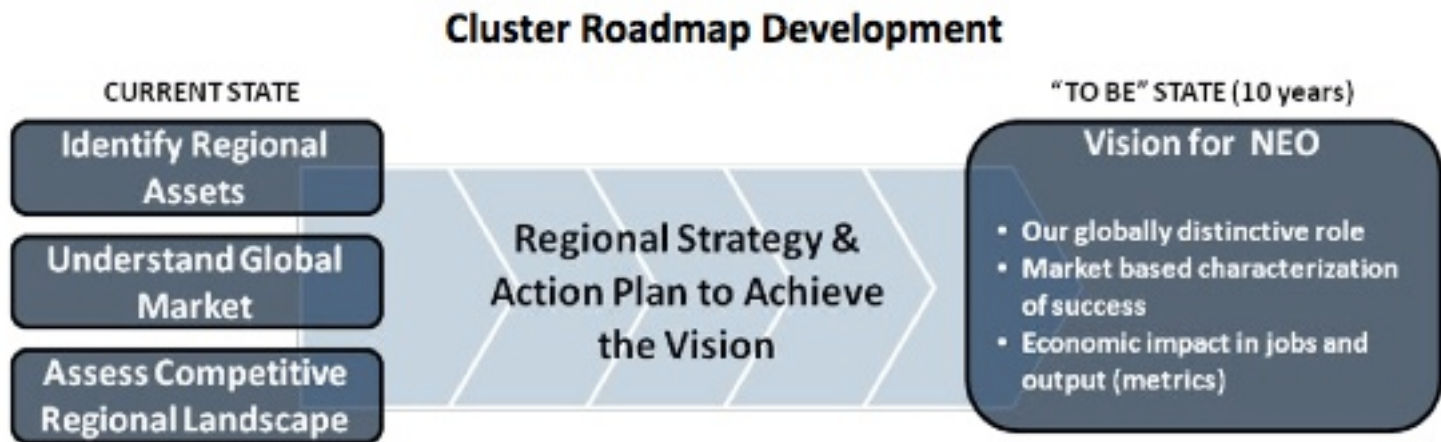 Cluster Roadmap Development
CURRENT STATE
Identify Regional
Assets
Understand Global
Market
Assess Competitive
Regional Landscape
Regional Strategy &
Action Plan to Achieve
the Vision
“TO BE” STATE (10 years)
Vision for NEO
• Our globally distinctive role
• Market based characterization
of success
• Economic impact in jobs and
output (metrics)